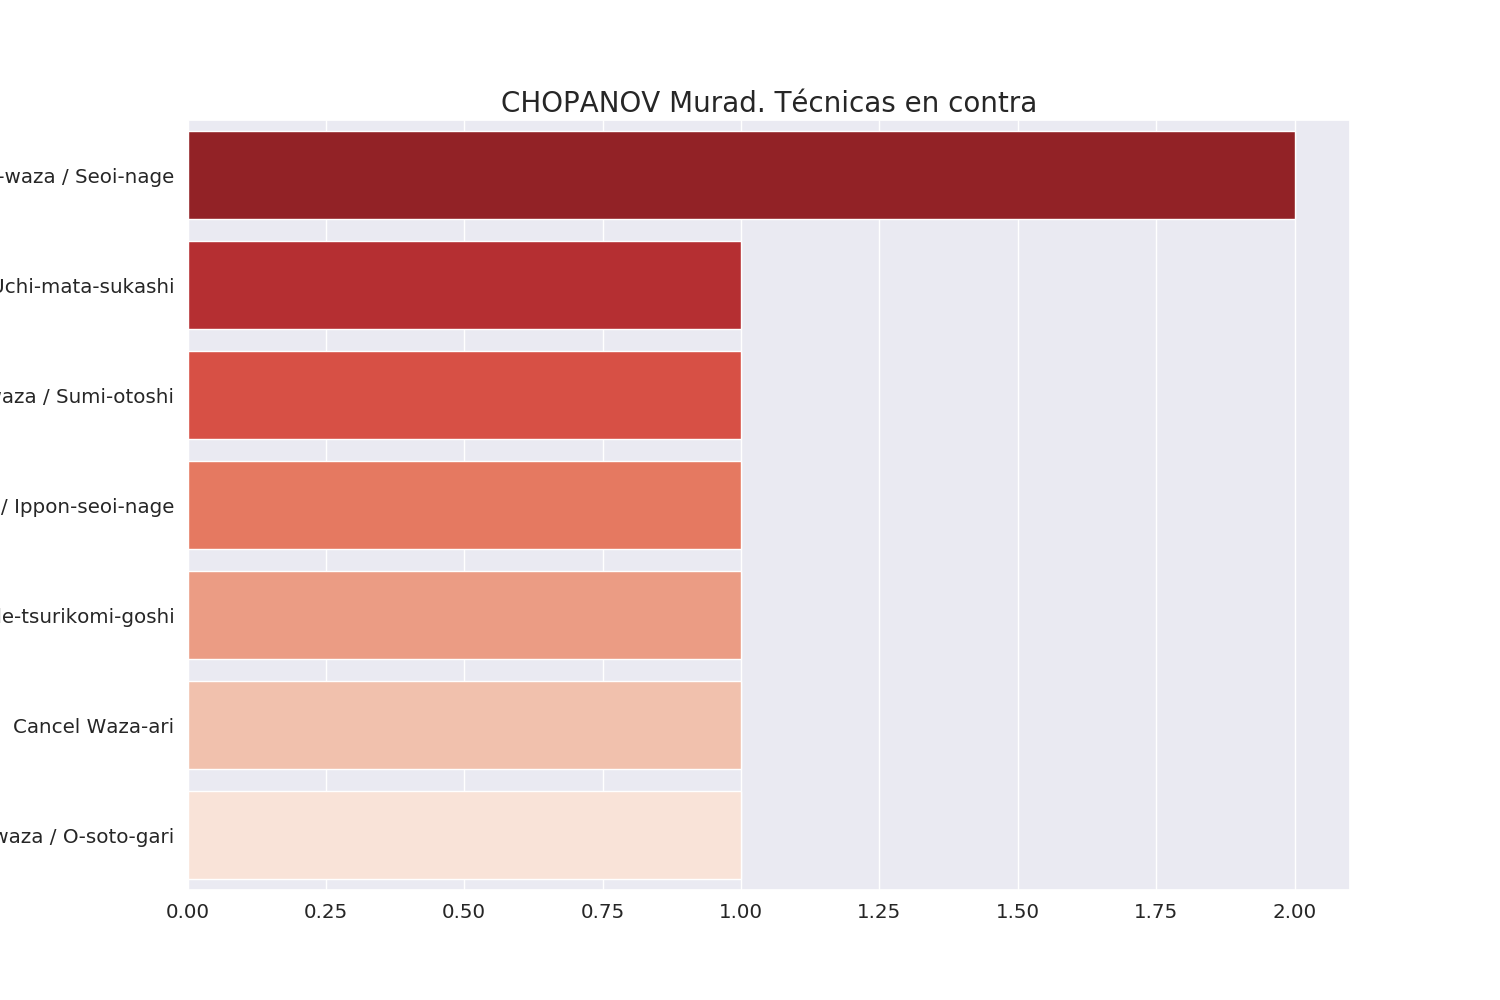 CHOPANOV Murad. Técnicas en contra
-waza / Seoi-nage
Uchi-mata-sukashi
waza / Sumi-otoshi
/ Ippon-seoi-nage
de-tsurikomi-goshi
Cancel Waza-ari
waza / O-soto-gari
0.00 0.25 0.50 0.75 1.00 1.25 1.50 1.75 2.00